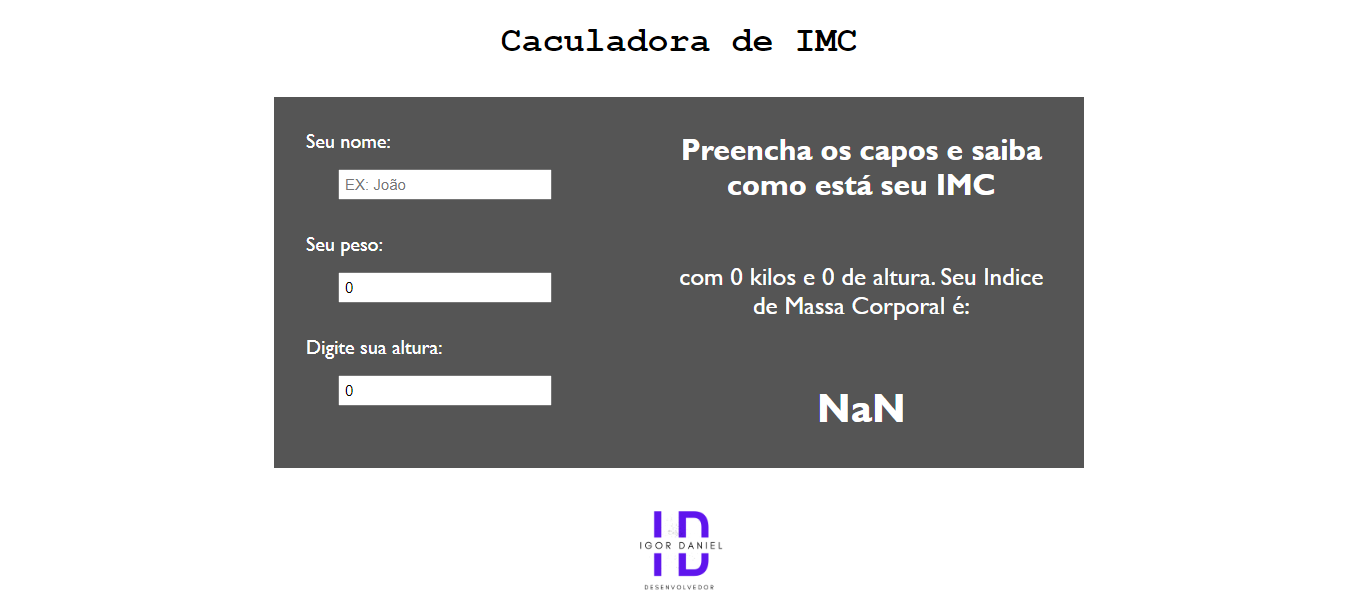 Caculadora de IMC
Seu nome:
EX: João
Seu peso:
0
Digite sua altura:
0
Preencha os capos e saiba
como está seu IMC
com 0 kilos e 0 de altura. Seu Indice
de Massa Corporal é:
NaN
ID
IGOR DANIEL
DESENVOLVEDOR